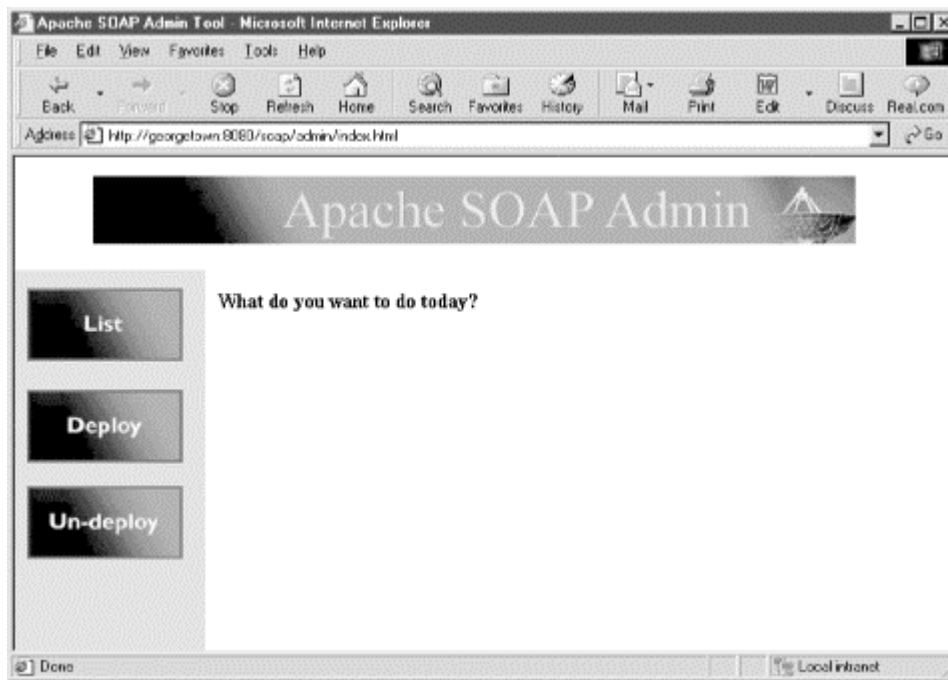 Apache SOAP Admin Tool - Microsoft Internet Explorer
File Edit View Favorites Tools Help
Back Forward Stop Refresh Home Search Favorites History Mail Print Edit Discuss Real.com
Address http://georgetown:8080/soap/admin/index.html Go
Apache SOAP Admin
What do you want to do today?
List
Deploy
Un-deploy
Done Local intranet